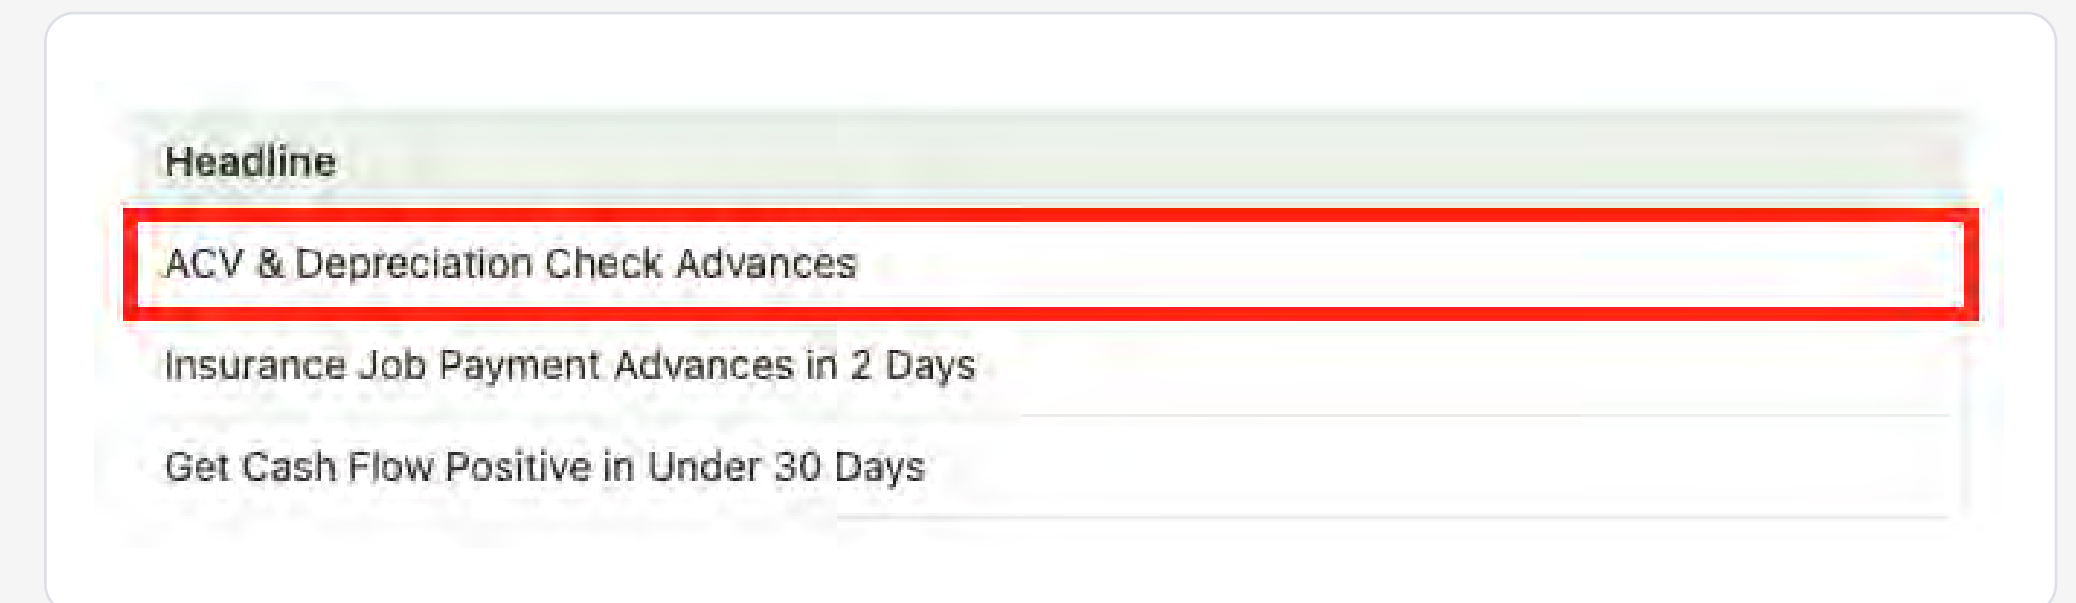 Headline
ACV & Depreciation Check Advances
Insurance Job Payment Advances in 2 Days
Get Cash Flow Positive in Under 30 Days